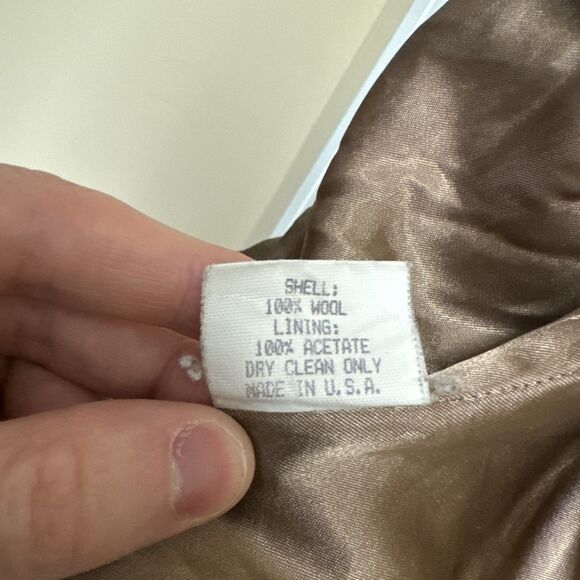 SHELL:
100% WOOL
LINING:
100% ACETATE
DRY CLEAN ONLY
MADE IN U.S.A.